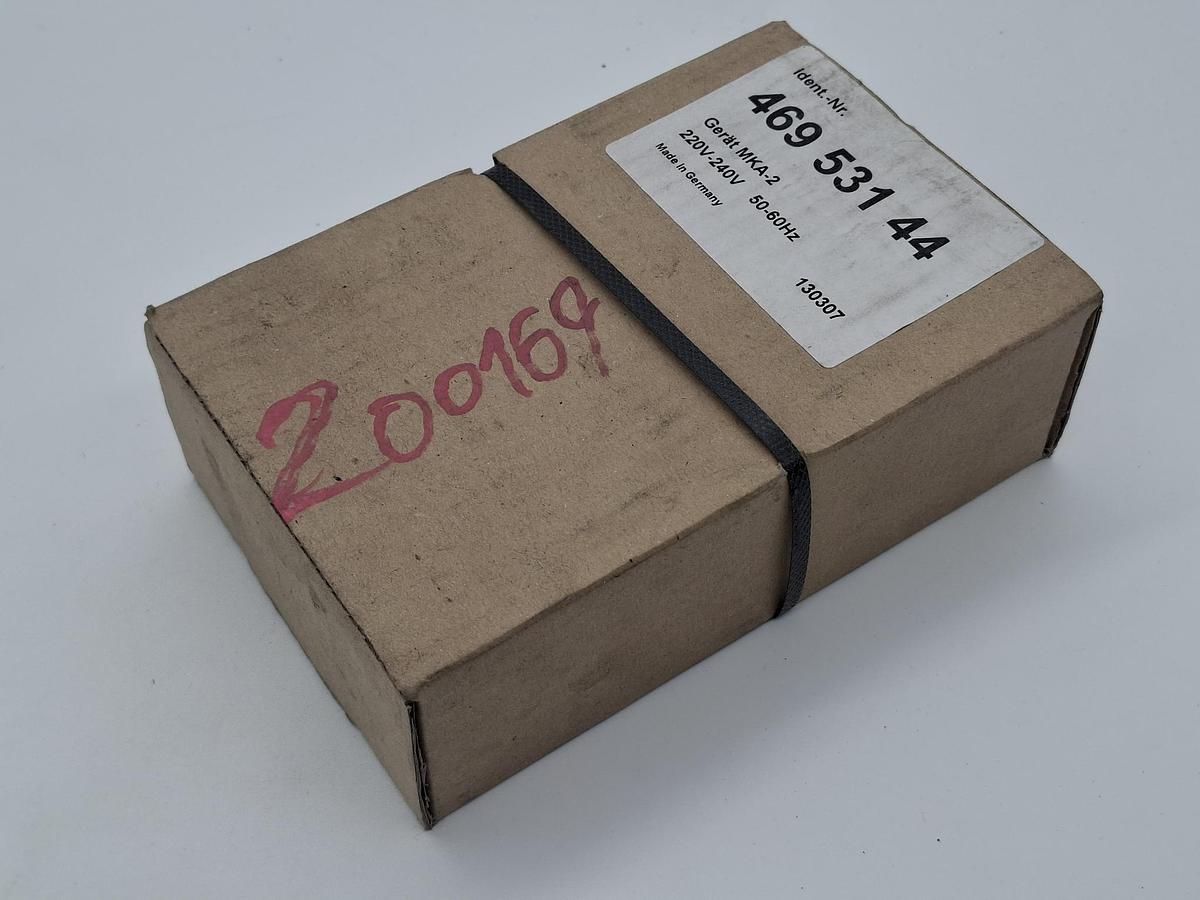 Ident.-Nr.
469 531 44
Gerät MKA-2
220V-240V 50-60Hz
Made in Germany
130307
200169